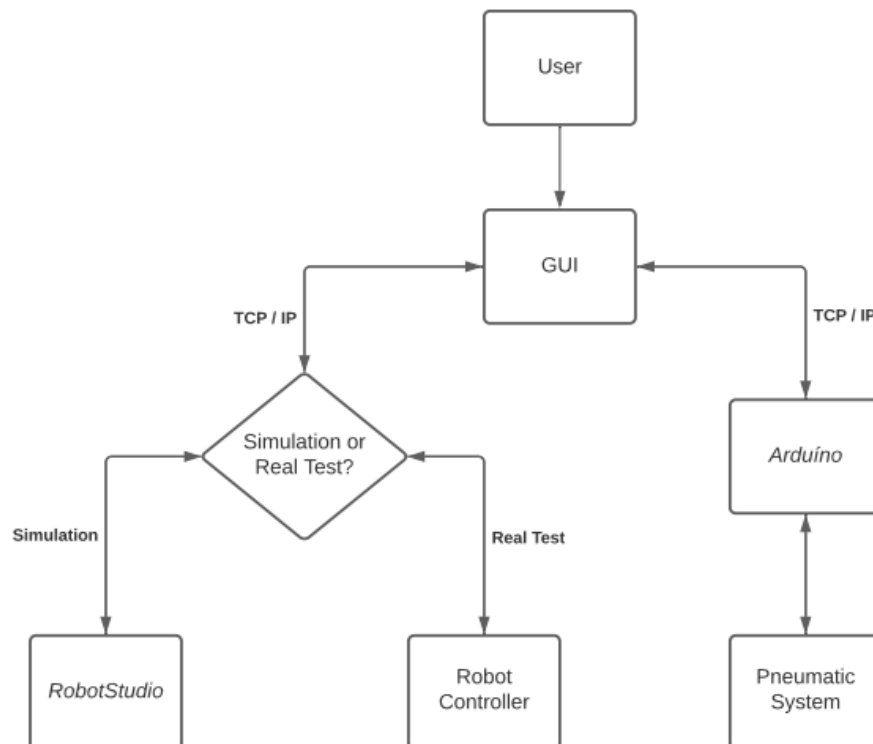 User
GUI
TCP / IP
TCP / IP
Simulation or
Real Test?
Arduíno
Simulation
Real Test
RobotStudio
Robot
Controller
Pneumatic
System